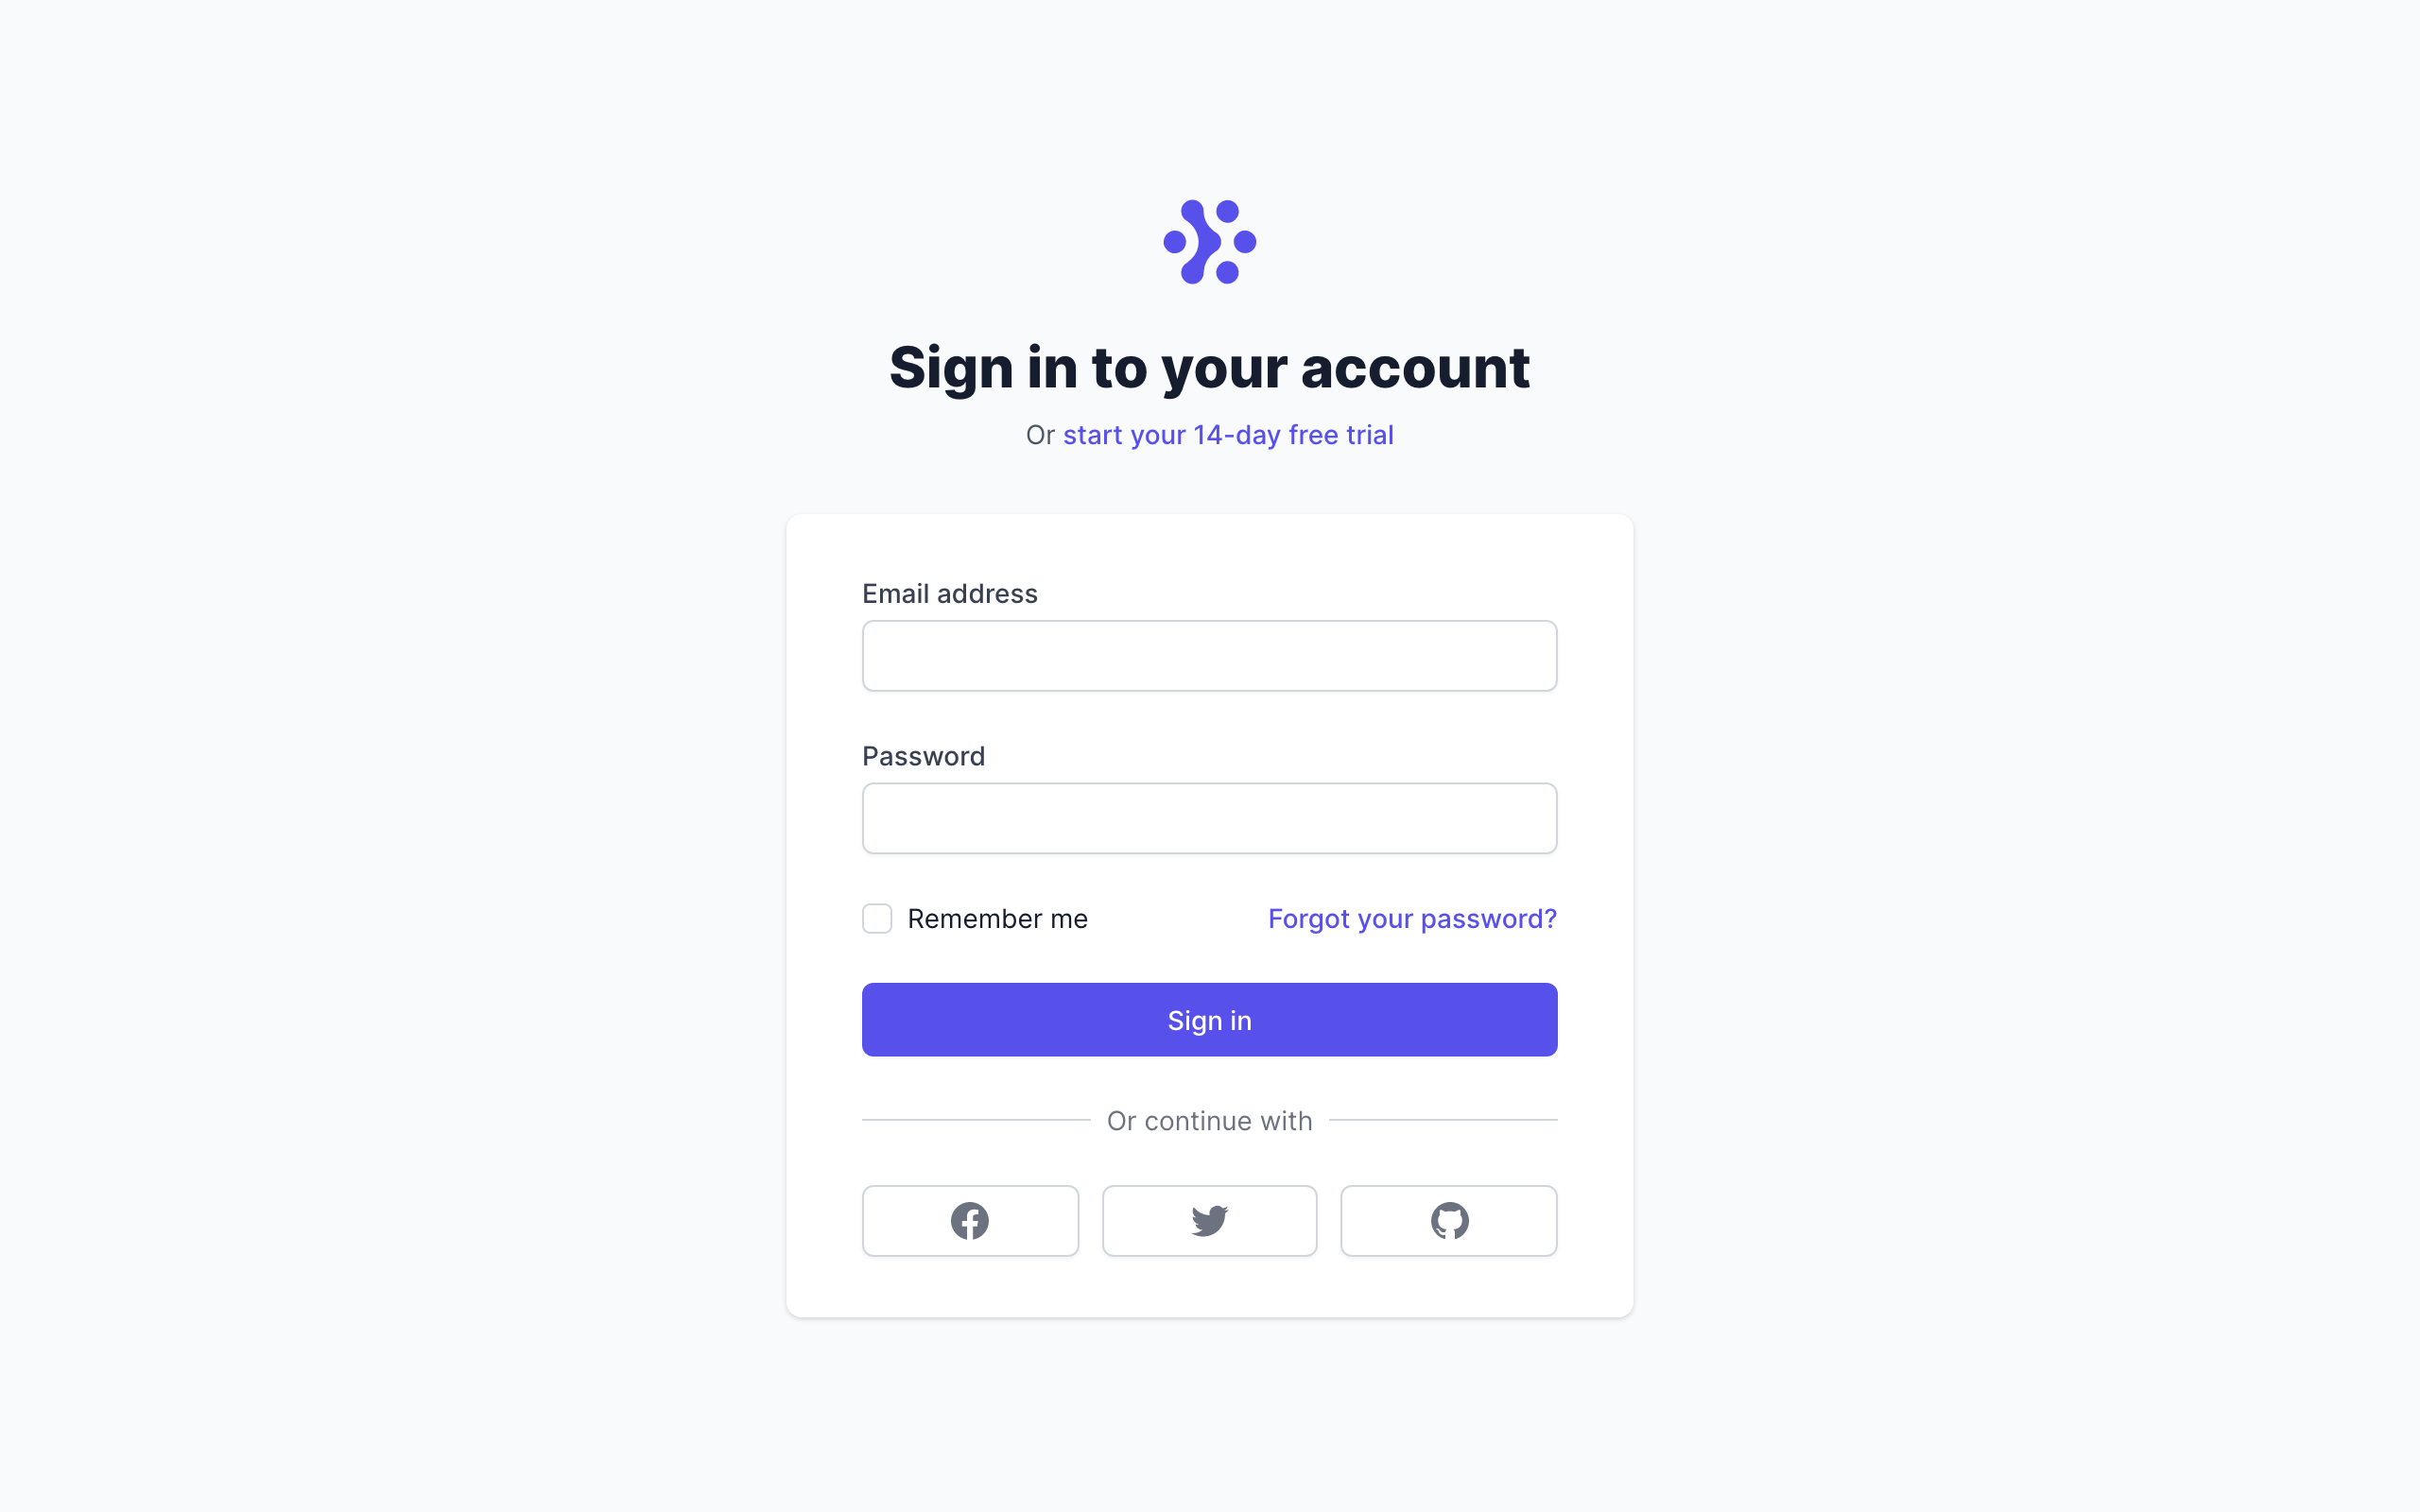 Sign in to your account
Or start your 14-day free trial
Email address
Password
Remember me
Forgot your password?
Sign in
Or continue with